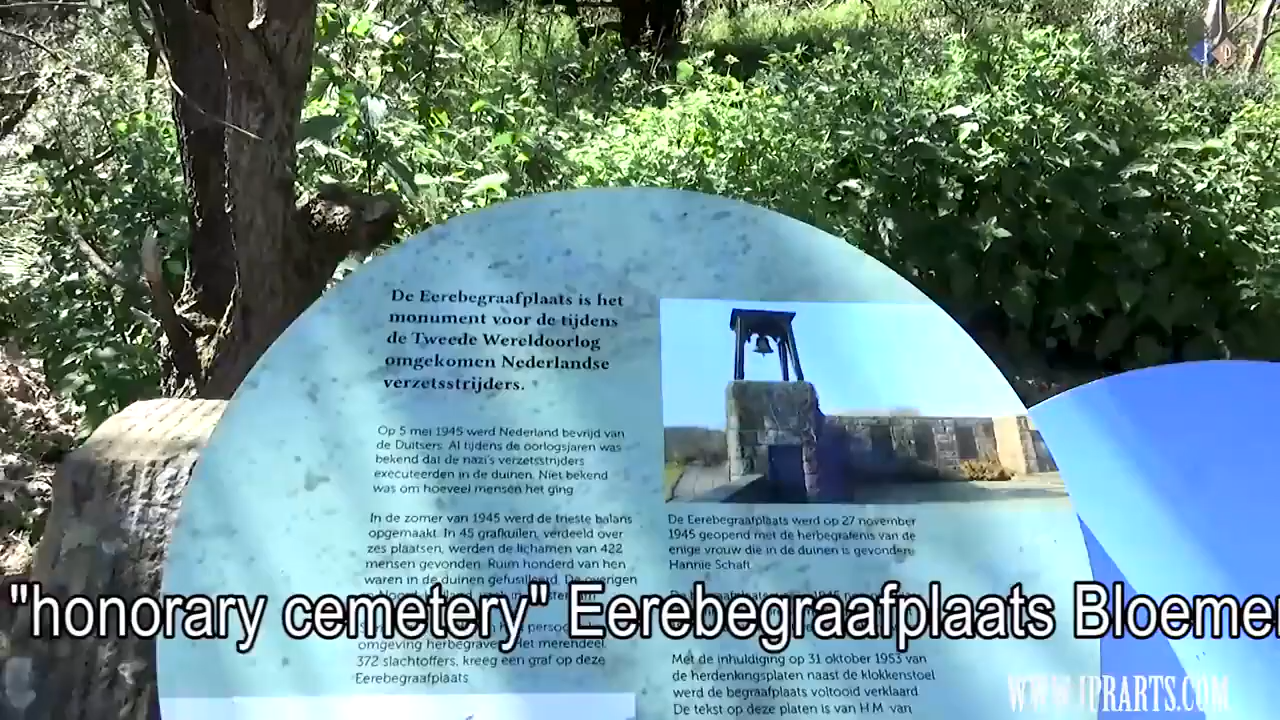 De Eerebegraafplaats is het
monument voor de tijdens
de Tweede Wereldoorlog
omgekomen Nederlandse
verzetsstrijders.
Op 5 mei 1945 werd Nederland bevrijd van
de Duitsers. Al tijdens de oorlogsjaren was
bekend dat de nazi's verzetsstrijders
executeerden in de duinen. Niet bekend
was om hoeveel mensen het ging
In de zomer van 1945 werd de trieste balans
opgemaakt. In 45 grafkuilen, verdeeld over
zes plaatsen, werden de lichamen van 422
mensen gevonden. Ruim honderd van hen
waren in de duinen gefusilleerd. De overigen
omgeving herbegraven. Het merendeel,
372 slachtoffers, kreeg een graf op deze
Eerebegraafplaats.
De Eerebegraafplaats werd op 27 november
1945 geopend met de herbegrafenis van de
enige vrouw die in de duinen is gevonden:
Hannie Schaft.
Met de inhuldiging op 31 oktober 1953 van
de herdenkingsplaten naast de klokkenstoel
werd de begraafplaats voltooid verklaard
De tekst op deze platen is van H.M. van
"honorary cemetery" Eerebegraafplaats Bloemen
WWW.JPRARTS.COM